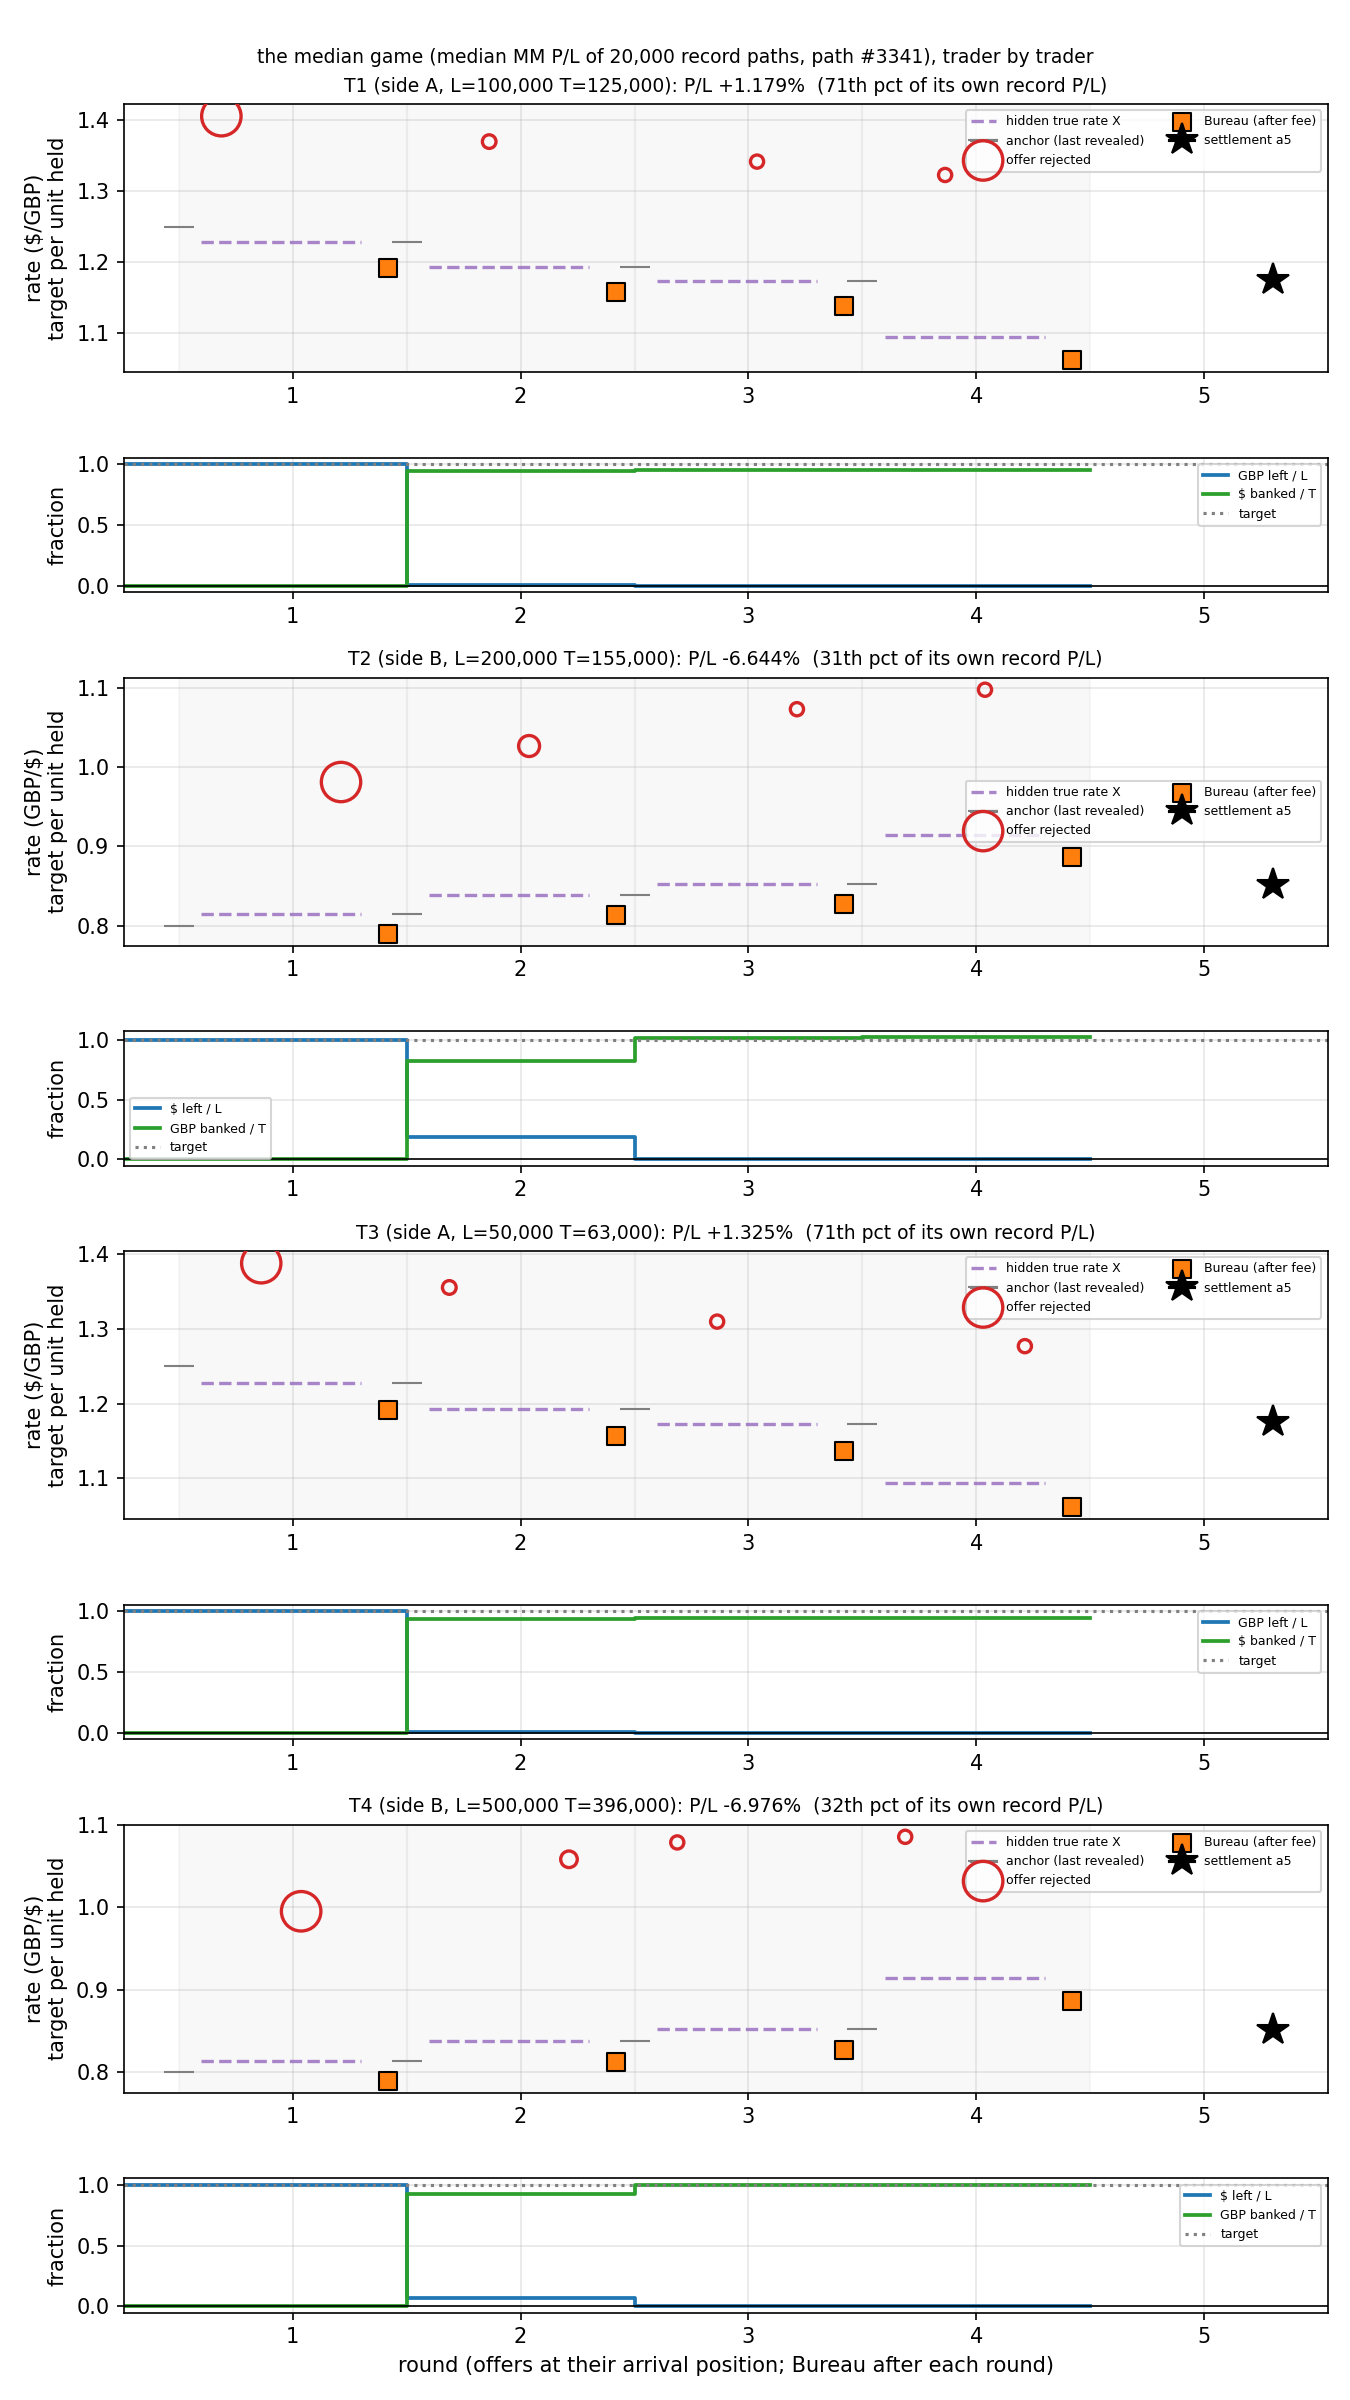 the median game (median MM P/L of 20,000 record paths, path #3341), trader by trader
T1 (side A, L=100,000 T=125,000): P/L +1.179%  (71th pct of its own record P/L)
rate ($/GBP)
target per unit held
1.4
1.3
1.2
1.1
hidden true rate X
anchor (last revealed)
offer rejected
Bureau (after fee)
settlement a5
1 2 3 4 5
fraction
1.0
0.5
0.0
GBP left / L
$ banked / T
target
1 2 3 4 5
T2 (side B, L=200,000 T=155,000): P/L -6.644%  (31th pct of its own record P/L)
rate (GBP/$)
target per unit held
1.1
1.0
0.9
0.8
hidden true rate X
anchor (last revealed)
offer rejected
Bureau (after fee)
settlement a5
1 2 3 4 5
fraction
1.0
0.5
0.0
$ left / L
GBP banked / T
target
1 2 3 4 5
T3 (side A, L=50,000 T=63,000): P/L +1.325%  (71th pct of its own record P/L)
rate ($/GBP)
target per unit held
1.4
1.3
1.2
1.1
hidden true rate X
anchor (last revealed)
offer rejected
Bureau (after fee)
settlement a5
1 2 3 4 5
fraction
1.0
0.5
0.0
GBP left / L
$ banked / T
target
1 2 3 4 5
T4 (side B, L=500,000 T=396,000): P/L -6.976%  (32th pct of its own record P/L)
rate (GBP/$)
target per unit held
1.1
1.0
0.9
0.8
hidden true rate X
anchor (last revealed)
offer rejected
Bureau (after fee)
settlement a5
1 2 3 4 5
fraction
1.0
0.5
0.0
$ left / L
GBP banked / T
target
1 2 3 4 5
round (offers at their arrival position; Bureau after each round)